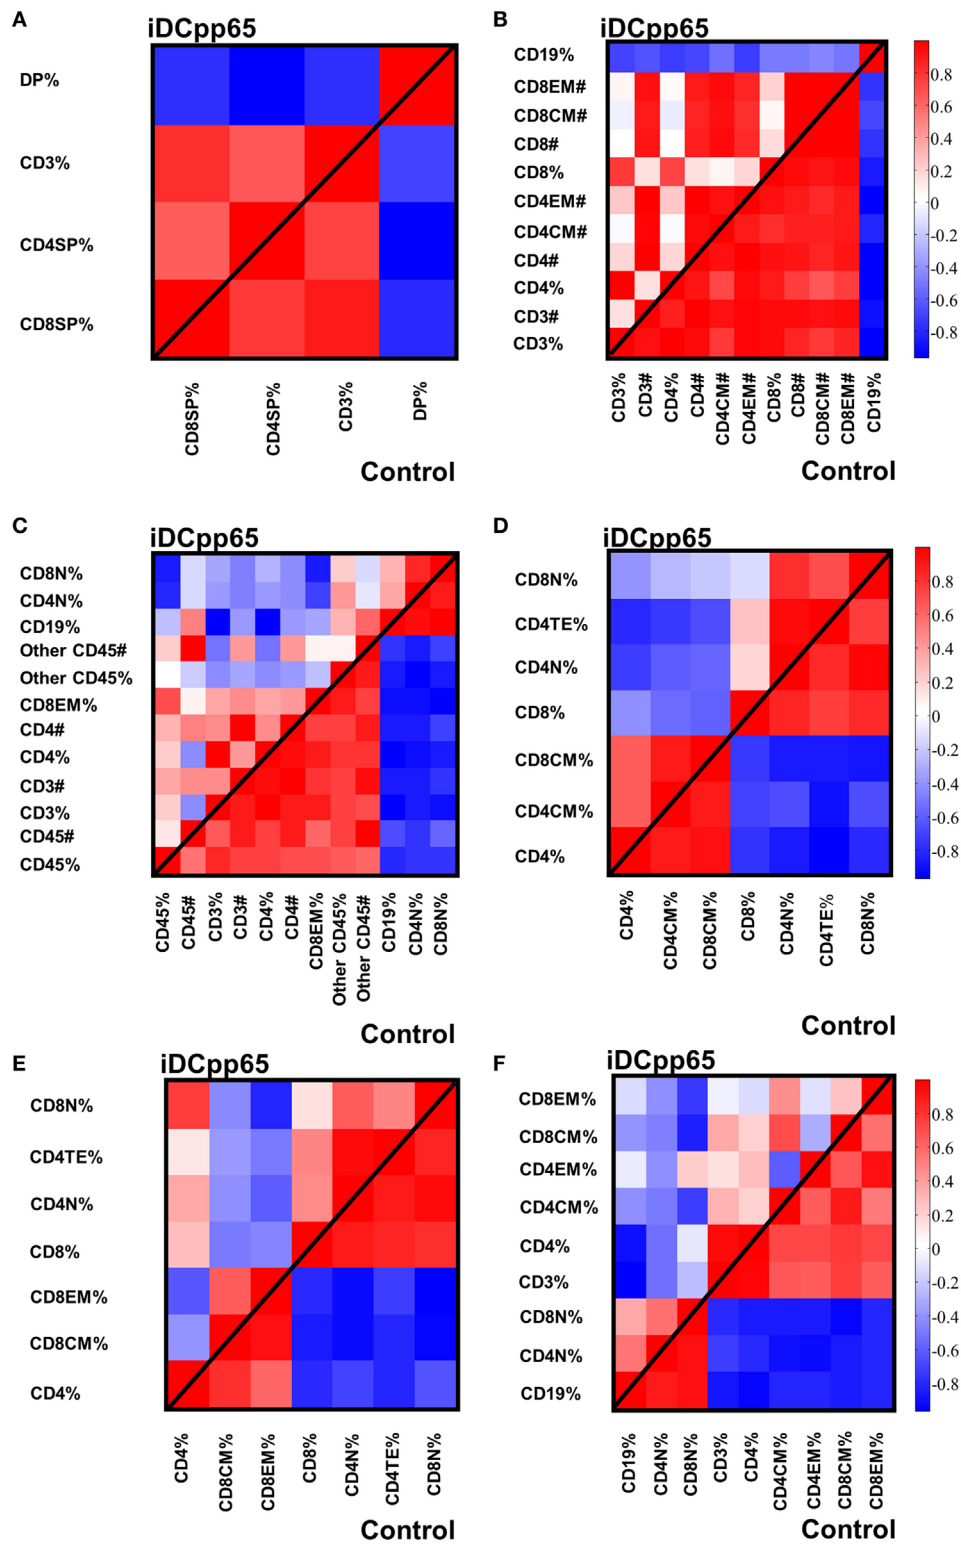 A
iDCpp65
DP%
CD3%
CD4SP%
CD8SP%
CD8SP%
CD4SP%
CD3%
DP%
Control
B
iDCpp65
CD19%
CD8EM#
CD8CM#
CD8#
CD8%
CD4EM#
CD4CM#
CD4#
CD4%
CD3#
CD3%
CD3%
CD3#
CD4%
CD4#
CD4CM#
CD4EM#
CD8%
CD8#
CD8CM#
CD8EM#
CD19%
Control
0.8
0.6
0.4
0.2
0
-0.2
-0.4
-0.6
-0.8
C
iDCpp65
CD8N%
CD4N%
CD19%
Other CD45#
Other CD45%
CD8EM%
CD4#
CD4%
CD3#
CD3%
CD45#
CD45%
CD45%
CD45#
CD3%
CD3#
CD4%
CD4#
CD8EM%
Other CD45%
Other CD45#
CD19%
CD4N%
CD8N%
Control
D
iDCpp65
CD8N%
CD4TE%
CD4N%
CD8%
CD8CM%
CD4CM%
CD4%
CD4%
CD4CM%
CD8CM%
CD8%
CD4N%
CD4TE%
CD8N%
Control
0.8
0.6
0.4
0.2
0
-0.2
-0.4
-0.6
-0.8
E
iDCpp65
CD8N%
CD4TE%
CD4N%
CD8%
CD8EM%
CD8CM%
CD4%
CD4%
CD8CM%
CD8EM%
CD8%
CD4N%
CD4TE%
CD8N%
Control
F
iDCpp65
CD8EM%
CD8CM%
CD4EM%
CD4CM%
CD4%
CD3%
CD8N%
CD4N%
CD19%
CD19%
CD4N%
CD8N%
CD3%
CD4%
CD4CM%
CD4EM%
CD8CM%
CD8EM%
Control
0.8
0.6
0.4
0.2
0
-0.2
-0.4
-0.6
-0.8